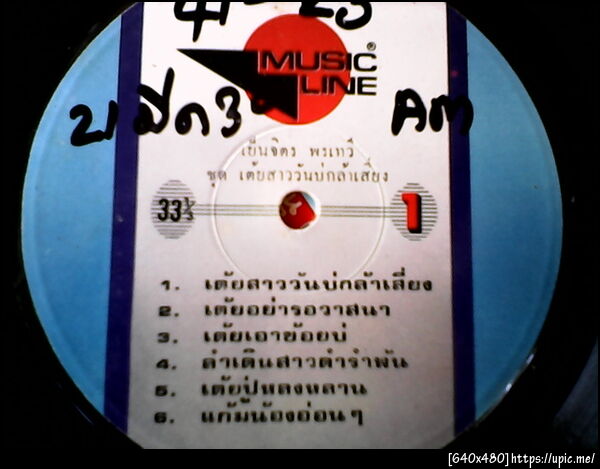 MUSIC
LINE
®
Am
เย็นจิตร พรเทวี
ชุด เต้ยสาววันบ่กล้าเสี่ยง
33⅓
1
1. เต้ยสาววันบ่กล้าเสี่ยง
2. เต้ยอย่ารอวาสนา
3. เต้ยเอาข้อยบ่
4. ลำเดินสาวดำรำพัน
5. เต้ยปู่หลงหลาน
6. แก้มน้องอ่อนๆ
[640x480]https://upic.me/